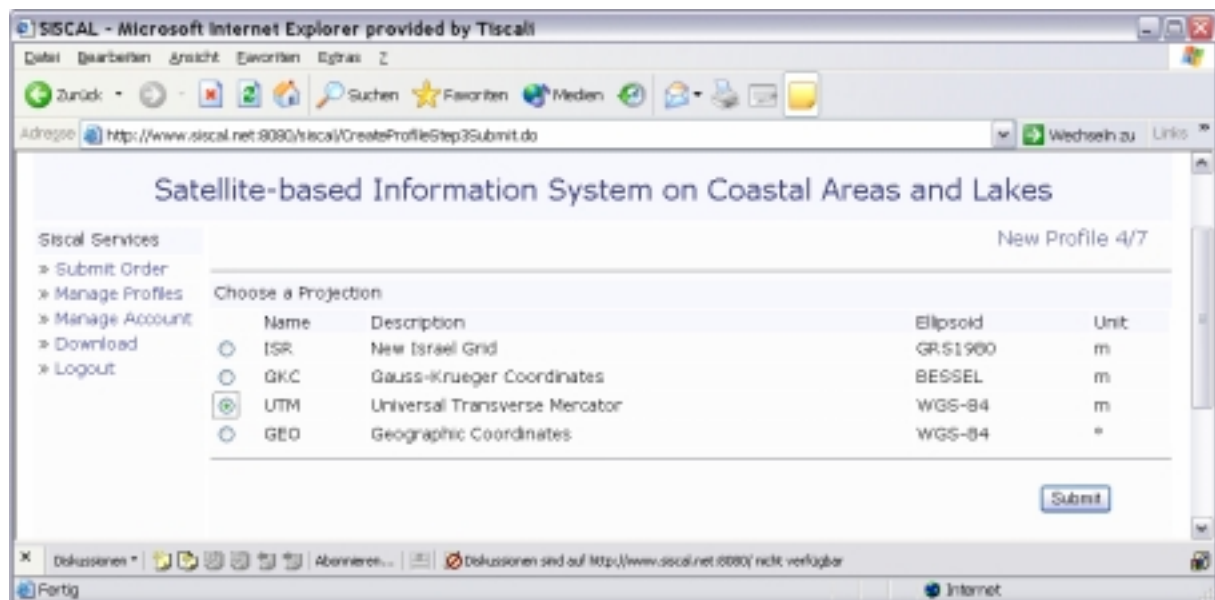 SISCAL - Microsoft Internet Explorer provided by Tiscali
Datei Bearbeiten Ansicht Favoriten Extras ?
Zurück Suchen Favoriten Medien
Adresse http://www.siscal.net:8080/siscal/CreateProfileStep3Submit.do Wechseln zu Links »
Satellite-based Information System on Coastal Areas and Lakes
Siscal Services
New Profile 4/7
» Submit Order
» Manage Profiles
» Manage Account
» Download
» Logout
Choose a Projection
Name Description Ellipsoid Unit
ISR New Israel Grid GRS1980 m
GKC Gauss-Krueger Coordinates BESSEL m
UTM Universal Transverse Mercator WGS-84 m
GEO Geographic Coordinates WGS-84 °
Submit
Diskussionen Abonnieren... Diskussionen sind auf http://www.siscal.net:8080/ nicht verfügbar
Fertig Internet